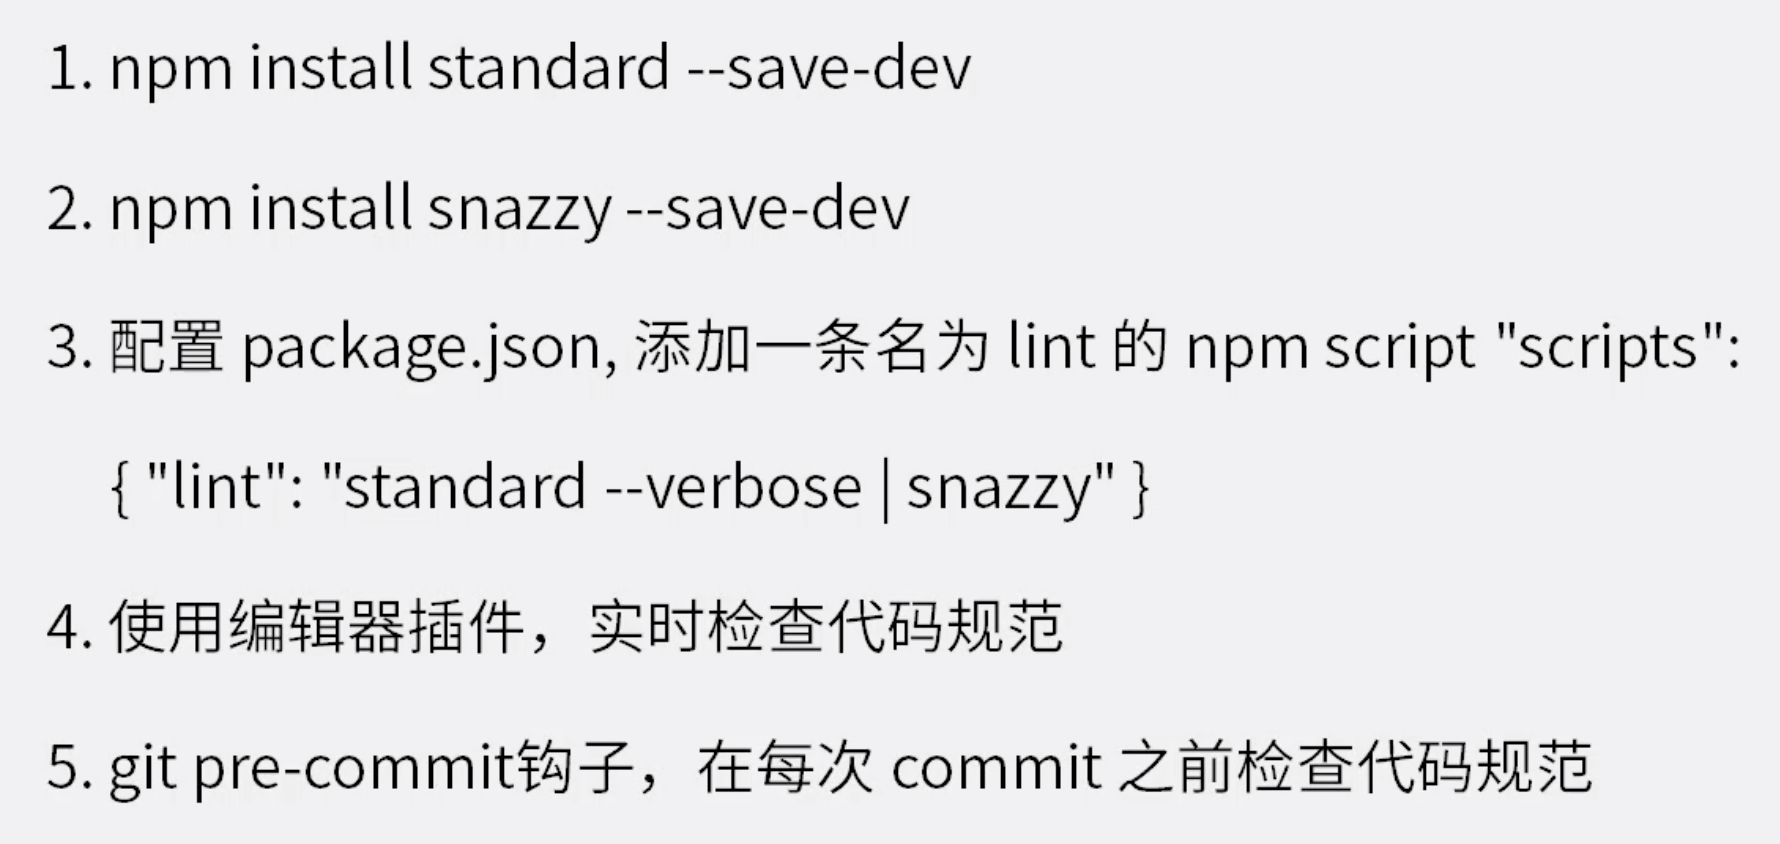 1. npm install standard --save-dev
2. npm install snazzy --save-dev
3. 配置 package.json, 添加一条名为 lint 的 npm script "scripts":
{ "lint": "standard --verbose | snazzy" }
4. 使用编辑器插件，实时检查代码规范
5. git pre-commit钩子，在每次 commit 之前检查代码规范